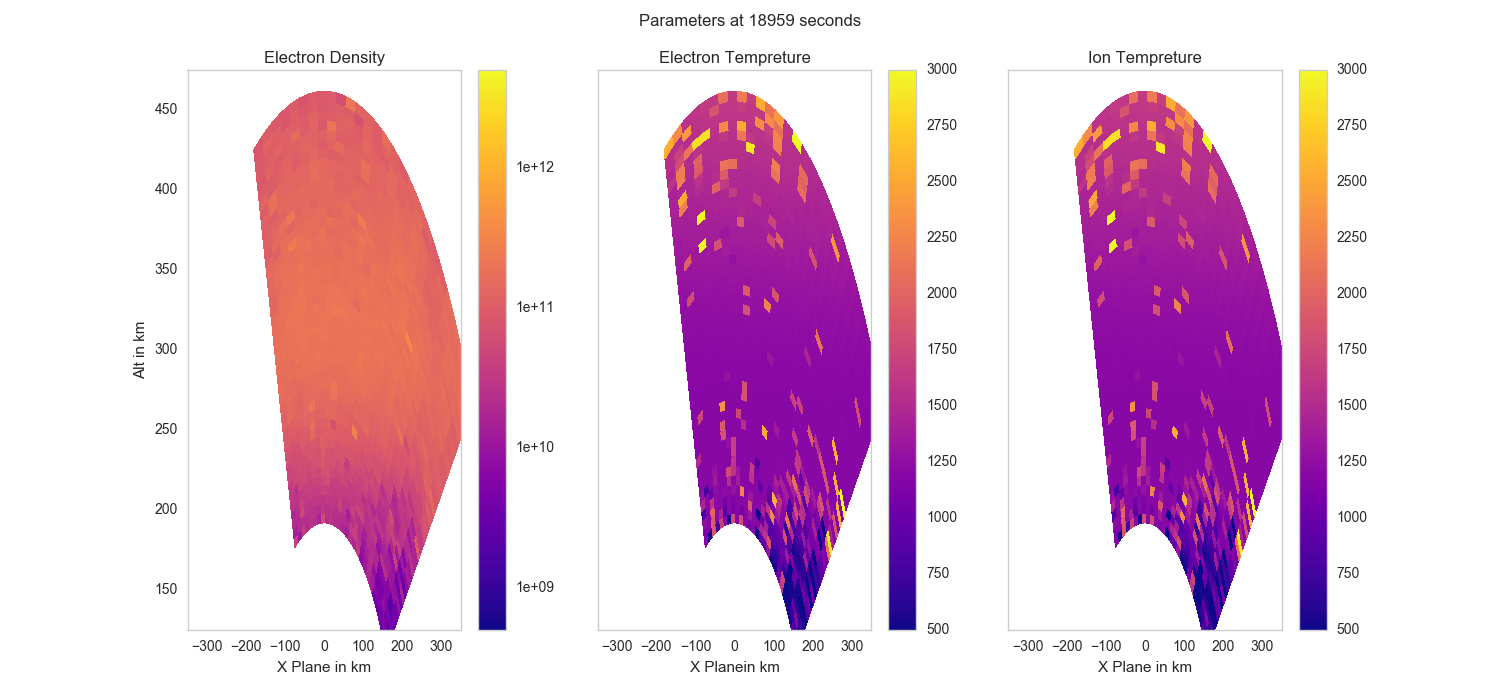 Parameters at 18959 seconds
Electron Density
Electron Tempreture
Ion Tempreture
Alt in km
450
400
350
300
250
200
150
−300 −200 −100 0 100 200 300
X Plane in km
1e+12
1e+11
1e+10
1e+09
−300 −200 −100 0 100 200 300
X Planein km
3000
2750
2500
2250
2000
1750
1500
1250
1000
750
500
−300 −200 −100 0 100 200 300
X Plane in km
3000
2750
2500
2250
2000
1750
1500
1250
1000
750
500